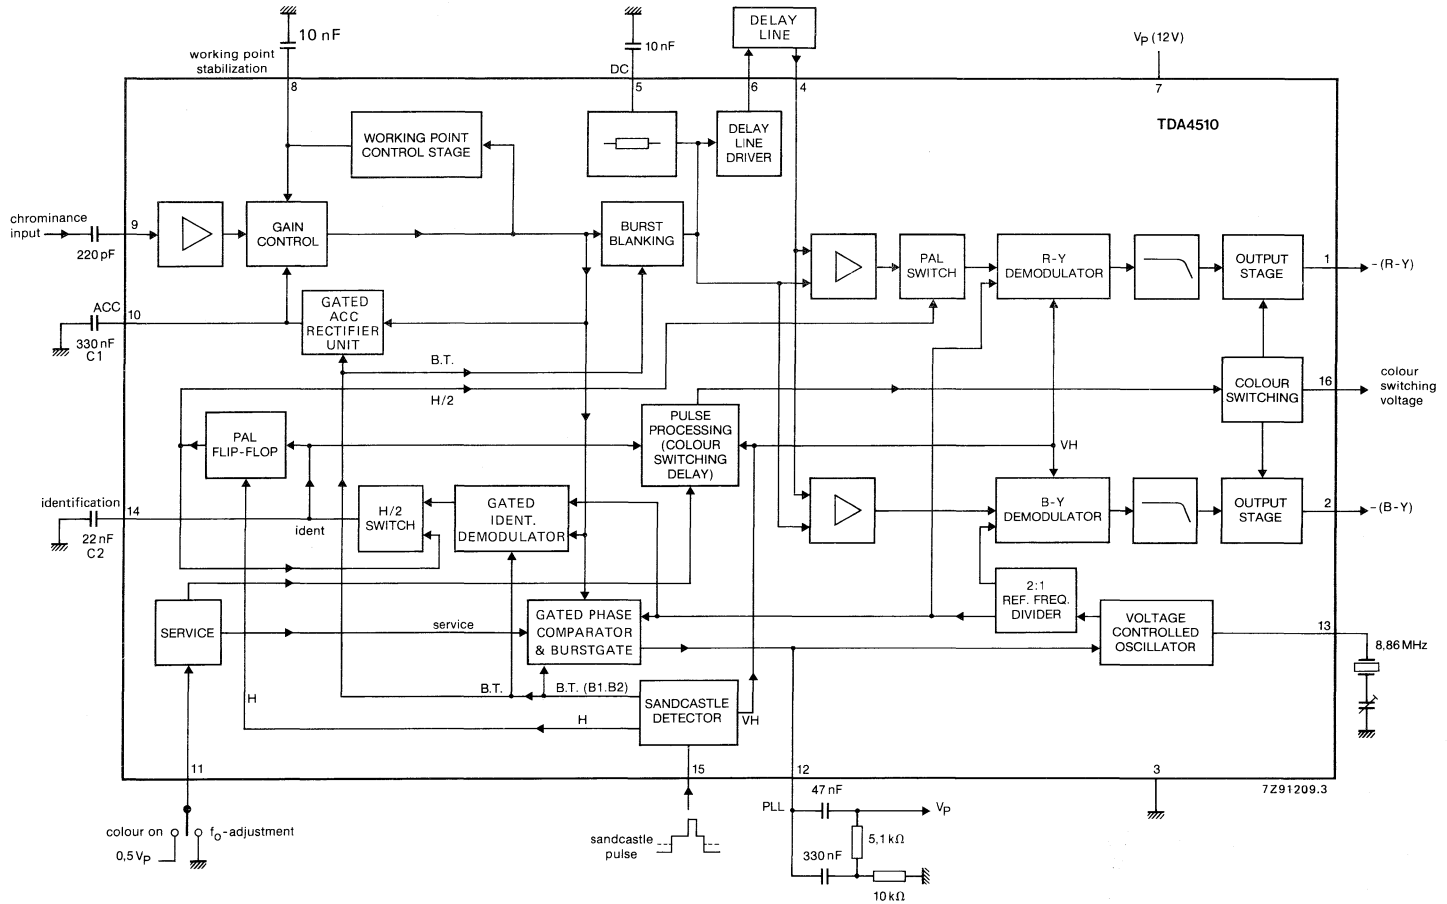 10 nF
working point
stabilization
8
10 nF
DC
5
DELAY
LINE
6
4
VP (12 V)
7
TDA4510
WORKING POINT
CONTROL STAGE
DELAY
LINE
DRIVER
chrominance
input
220 pF
9
GAIN
CONTROL
BURST
BLANKING
PAL
SWITCH
R-Y
DEMODULATOR
OUTPUT
STAGE
1
-(R-Y)
ACC
10
330 nF
C1
GATED
ACC
RECTIFIER
UNIT
B.T.
H/2
COLOUR
SWITCHING
16
colour
switching
voltage
PAL
FLIP-FLOP
PULSE
PROCESSING
(COLOUR
SWITCHING
DELAY)
VH
identification
14
22 nF
C2
ident
H/2
SWITCH
GATED
IDENT.
DEMODULATOR
B-Y
DEMODULATOR
OUTPUT
STAGE
2
-(B-Y)
SERVICE
service
GATED PHASE
COMPARATOR
& BURSTGATE
2:1
REF. FREQ.
DIVIDER
VOLTAGE
CONTROLLED
OSCILLATOR
13
8,86 MHz
H
B.T.
B.T. (B1.B2)
H
SANDCASTLE
DETECTOR
VH
11
15
12
3
7Z91209.3
colour on
fo-adjustment
0,5 VP
sandcastle
pulse
PLL
47 nF
VP
5,1 kΩ
330 nF
10 kΩ